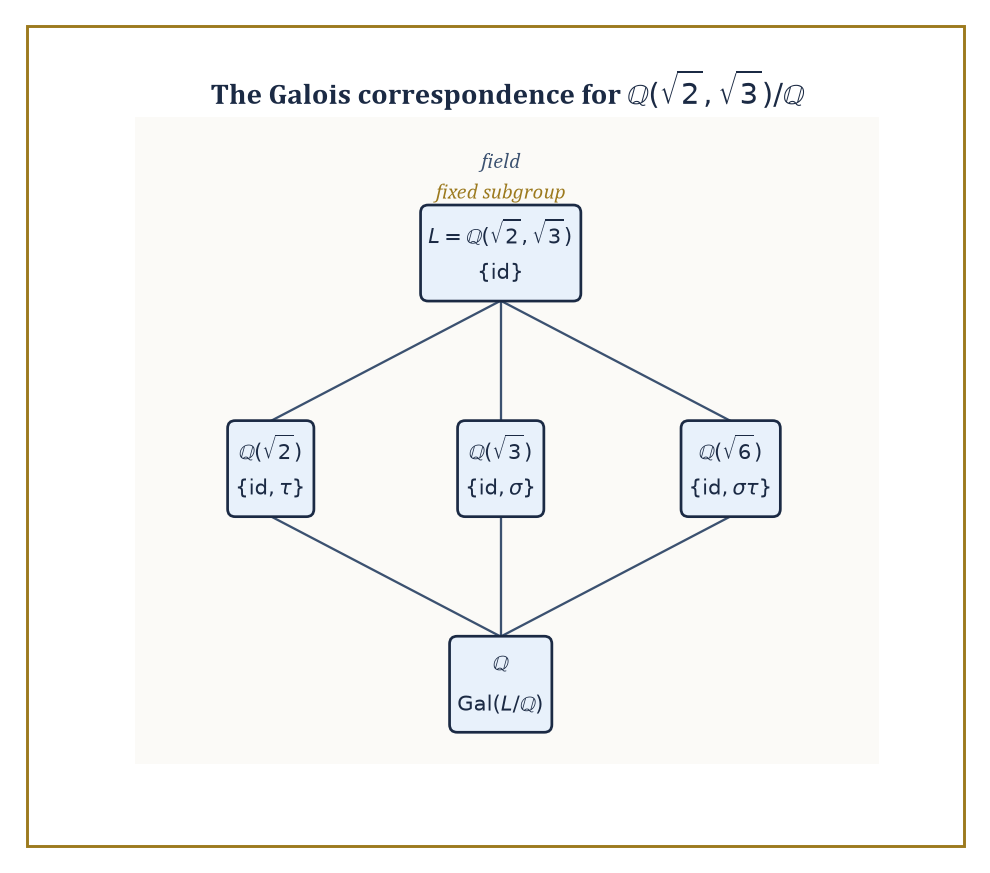 The Galois correspondence for ℚ(√2, √3)/ℚ
field
fixed subgroup
L = ℚ(√2, √3)
{id}
ℚ(√2)
{id, τ}
ℚ(√3)
{id, σ}
ℚ(√6)
{id, στ}
ℚ
Gal(L/ℚ)